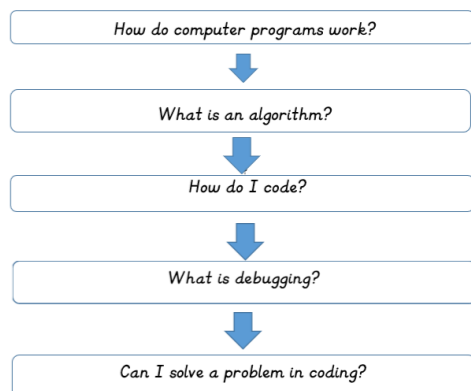 How do computer programs work?
What is an algorithm?
How do I code?
What is debugging?
Can I solve a problem in coding?